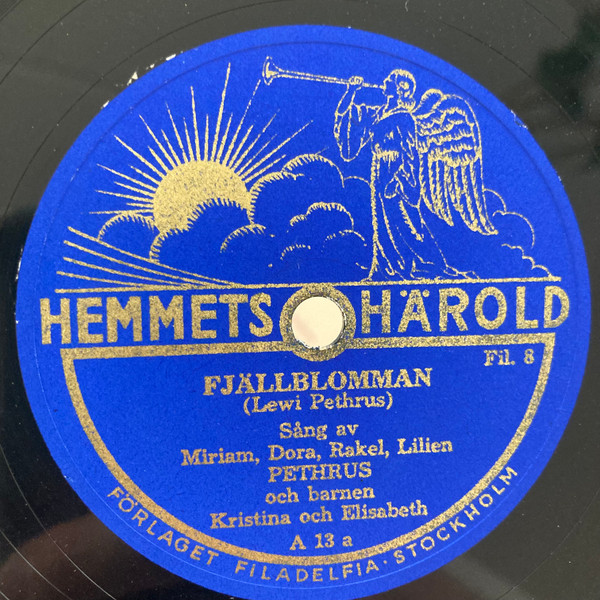 HEMMETS HÄROLD
Fil. 8
FJÄLLBLOMMAN
(Lewi Pethrus)
Sång av
Miriam, Dora, Rakel, Lilien
PETHRUS
och barnen
Kristina och Elisabeth
A 13 a
FÖRLAGET FILADELFIA · STOCKHOLM